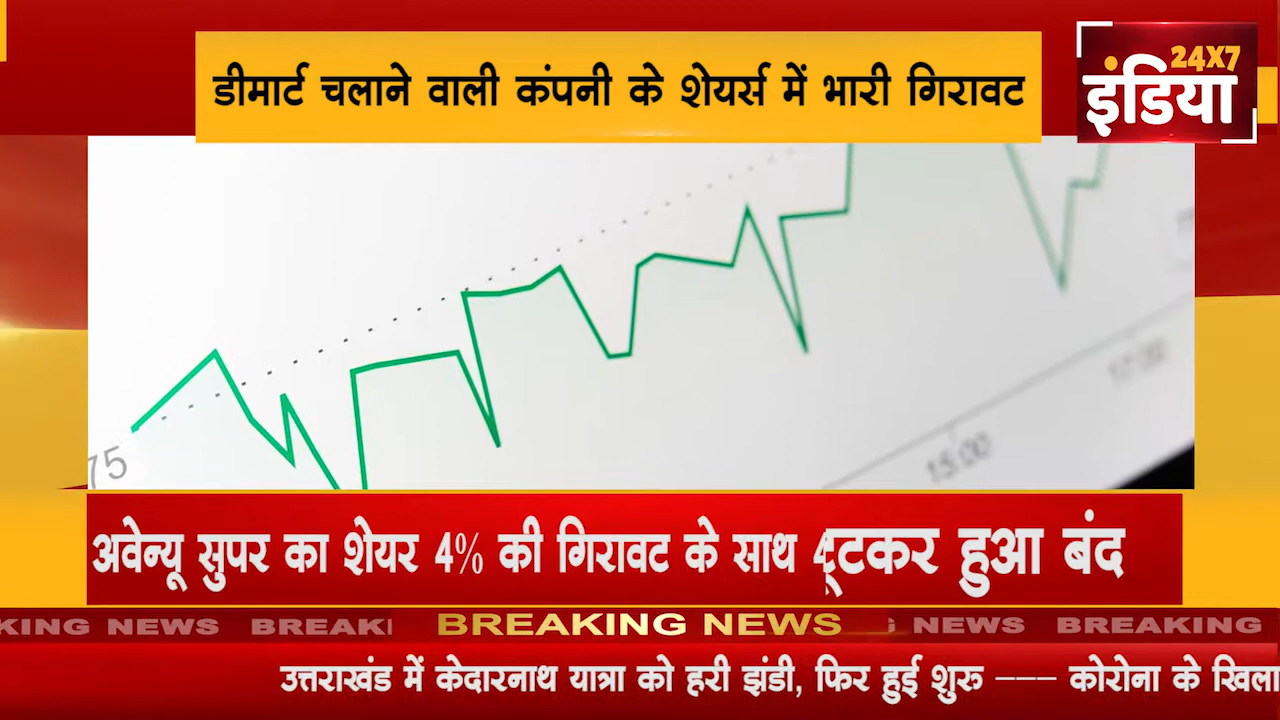 डीमार्ट चलाने वाली कंपनी के शेयर्स में भारी गिरावट
24X7
इंडिया
75
15:00
17:00
अवेन्यू सुपर का शेयर 4% की गिरावट के साथ हुआ बंद
KING NEWS BREAKI BREAKING NEWS NEWS BREAKING
उत्तराखंड में केदारनाथ यात्रा को हरी झंडी, फिर हुई शुरु --- कोरोना के खिला